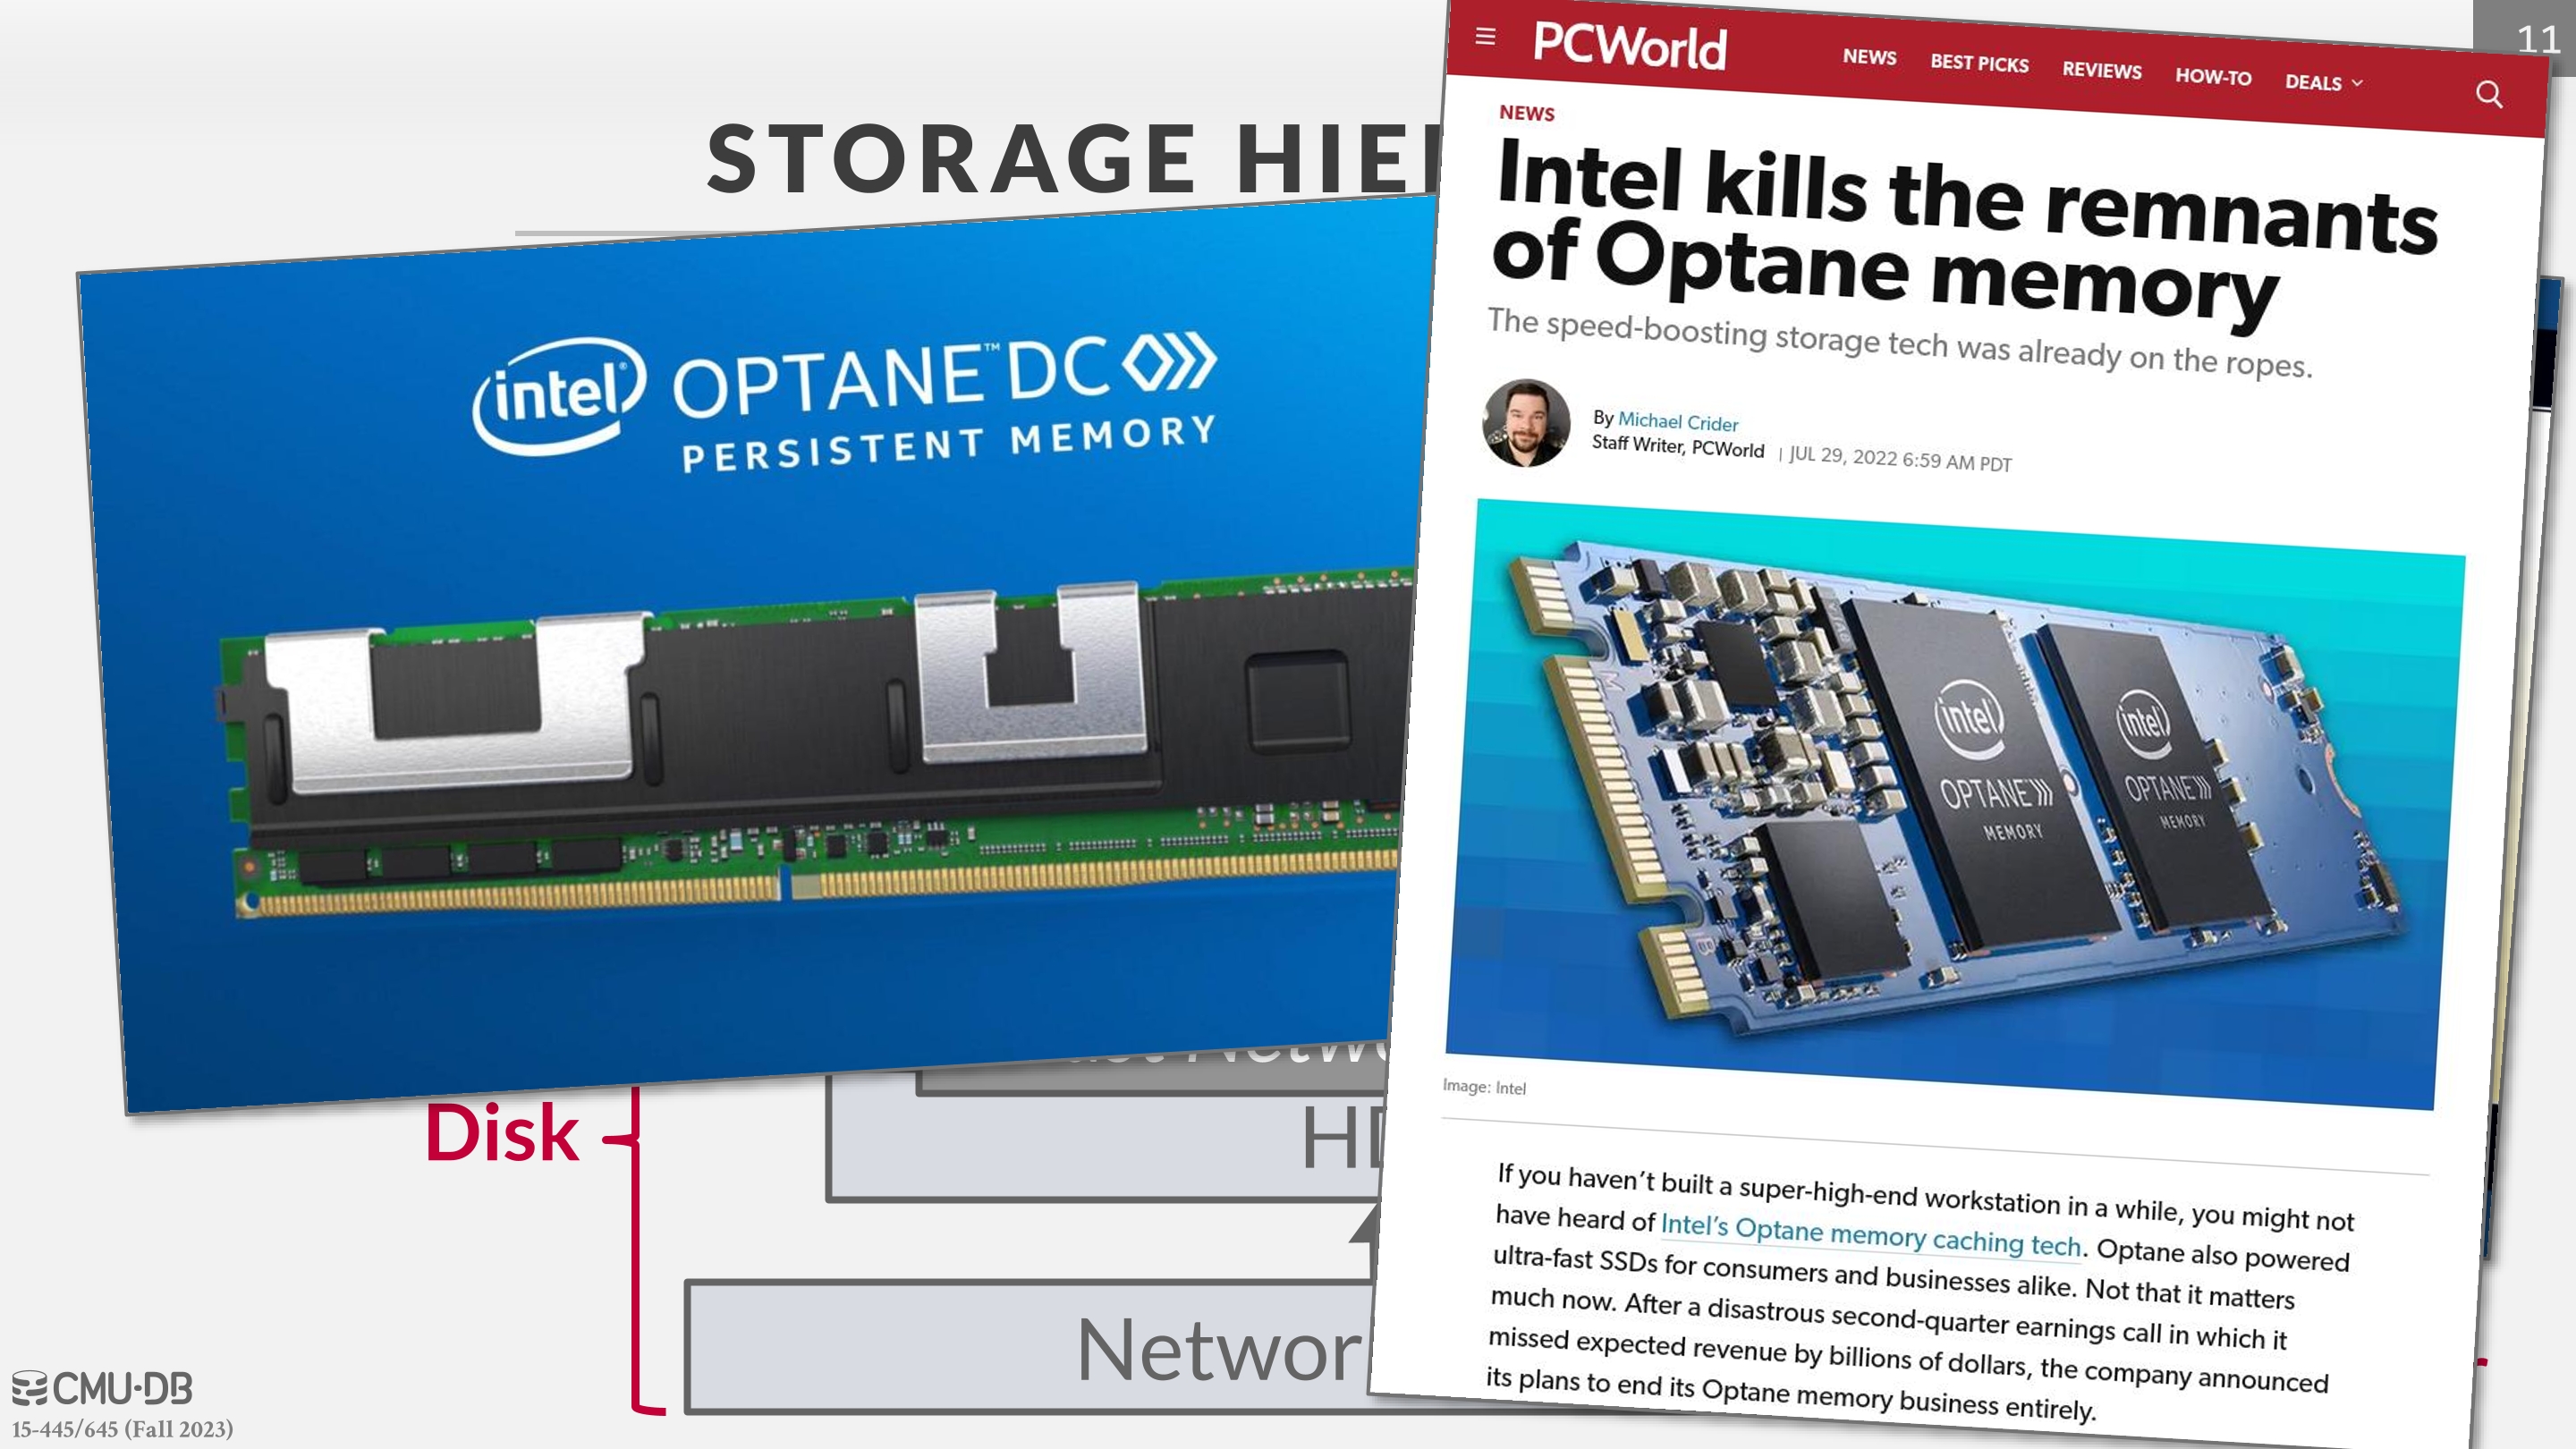 11
STORAGE
intel OPTANE™ DC
PERSISTENT MEMORY
Disk
CMU·DB
15-445/645 (Fall 2023)
PCWorld
NEWS BEST PICKS REVIEWS HOW-TO DEALS
NEWS
Intel kills the remnants
of Optane memory
The speed-boosting storage tech was already on the ropes.
By Michael Crider
Staff Writer, PCWorld | JUL 29, 2022 6:59 AM PDT
intel
OPTANE
MEMORY
intel
OPTANE
MEMORY
Image: Intel
If you haven’t built a super-high-end workstation in a while, you might not
have heard of Intel’s Optane memory caching tech. Optane also powered
ultra-fast SSDs for consumers and businesses alike. Not that it matters
much now. After a disastrous second-quarter earnings call in which it
missed expected revenue by billions of dollars, the company announced
its plans to end its Optane memory business entirely.